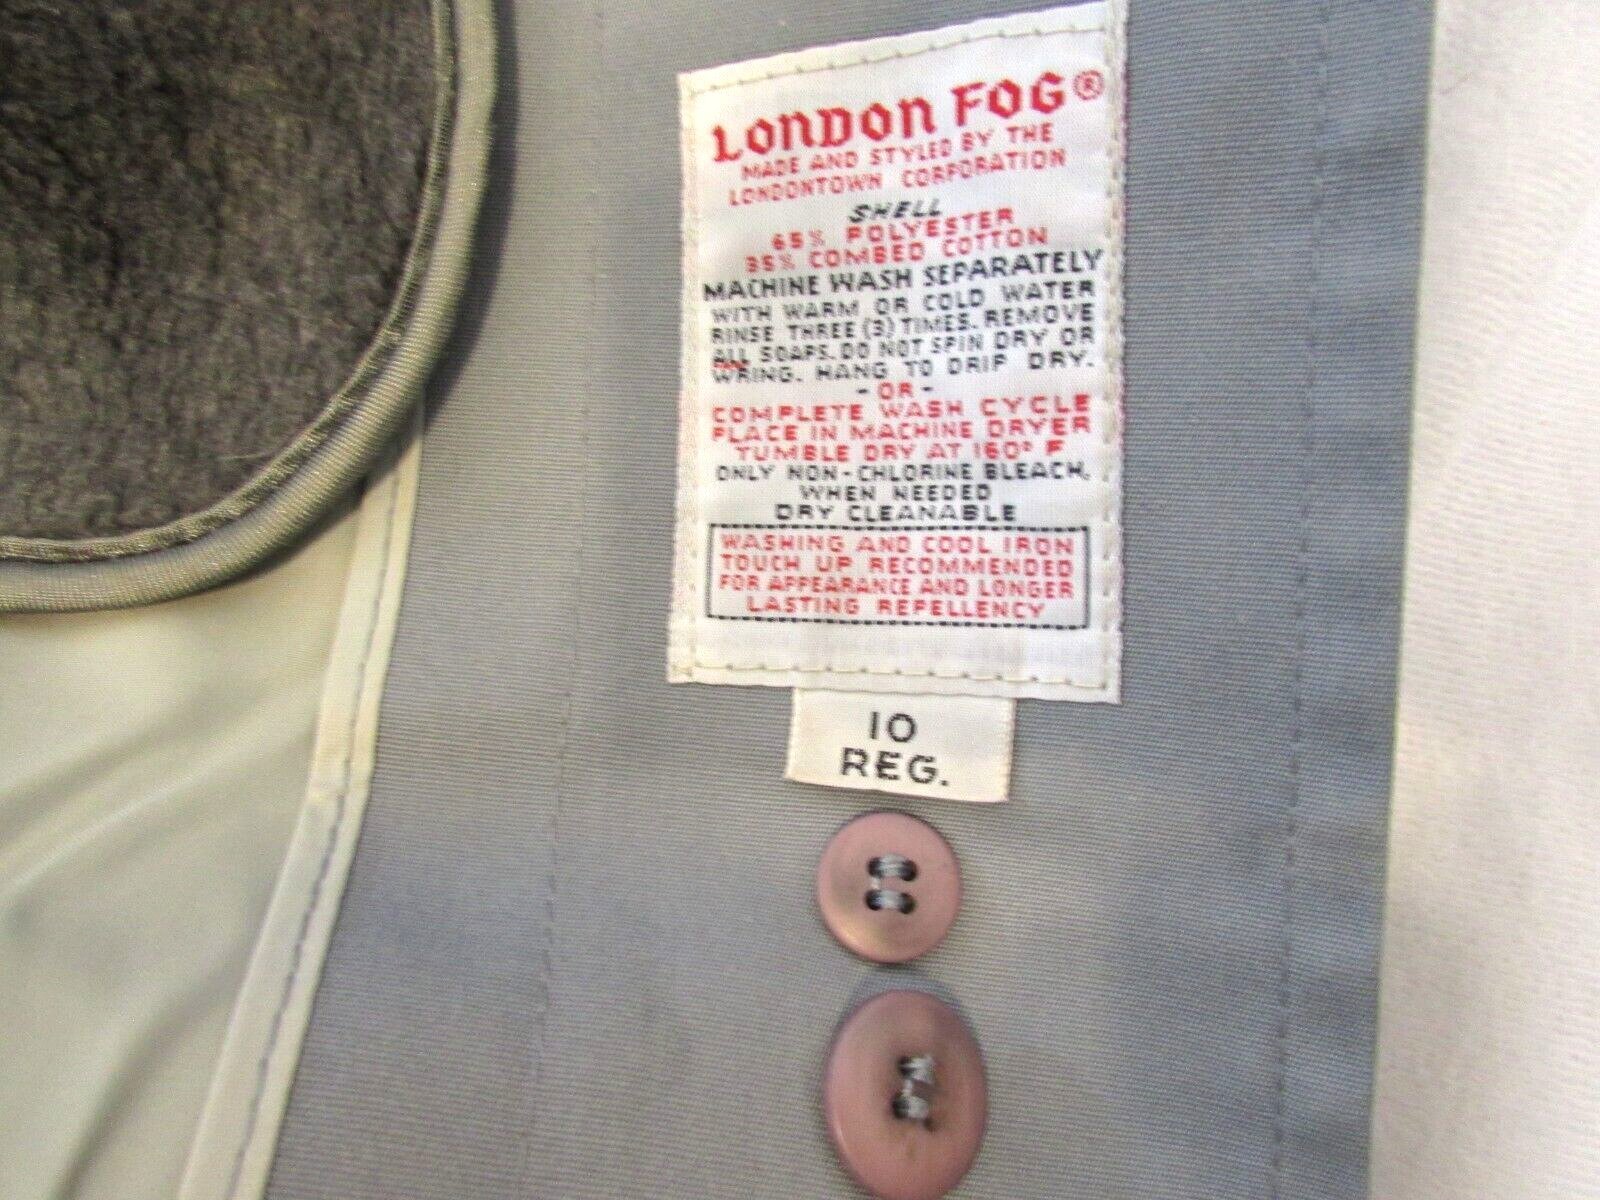 LONDON FOG®
MADE AND STYLED BY THE
LONDONTOWN CORPORATION
SHELL
65% POLYESTER
35% COMBED COTTON
MACHINE WASH SEPARATELY
WITH WARM OR COLD WATER
RINSE THREE (3) TIMES. REMOVE
ALL SOAPS. DO NOT SPIN DRY OR
WRING. HANG TO DRIP DRY.
- OR -
COMPLETE WASH CYCLE
PLACE IN MACHINE DRYER
TUMBLE DRY AT 160° F
ONLY NON-CHLORINE BLEACH,
WHEN NEEDED
DRY CLEANABLE
WASHING AND COOL IRON
TOUCH UP RECOMMENDED
FOR APPEARANCE AND LONGER
LASTING REPELLENCY
10
REG.